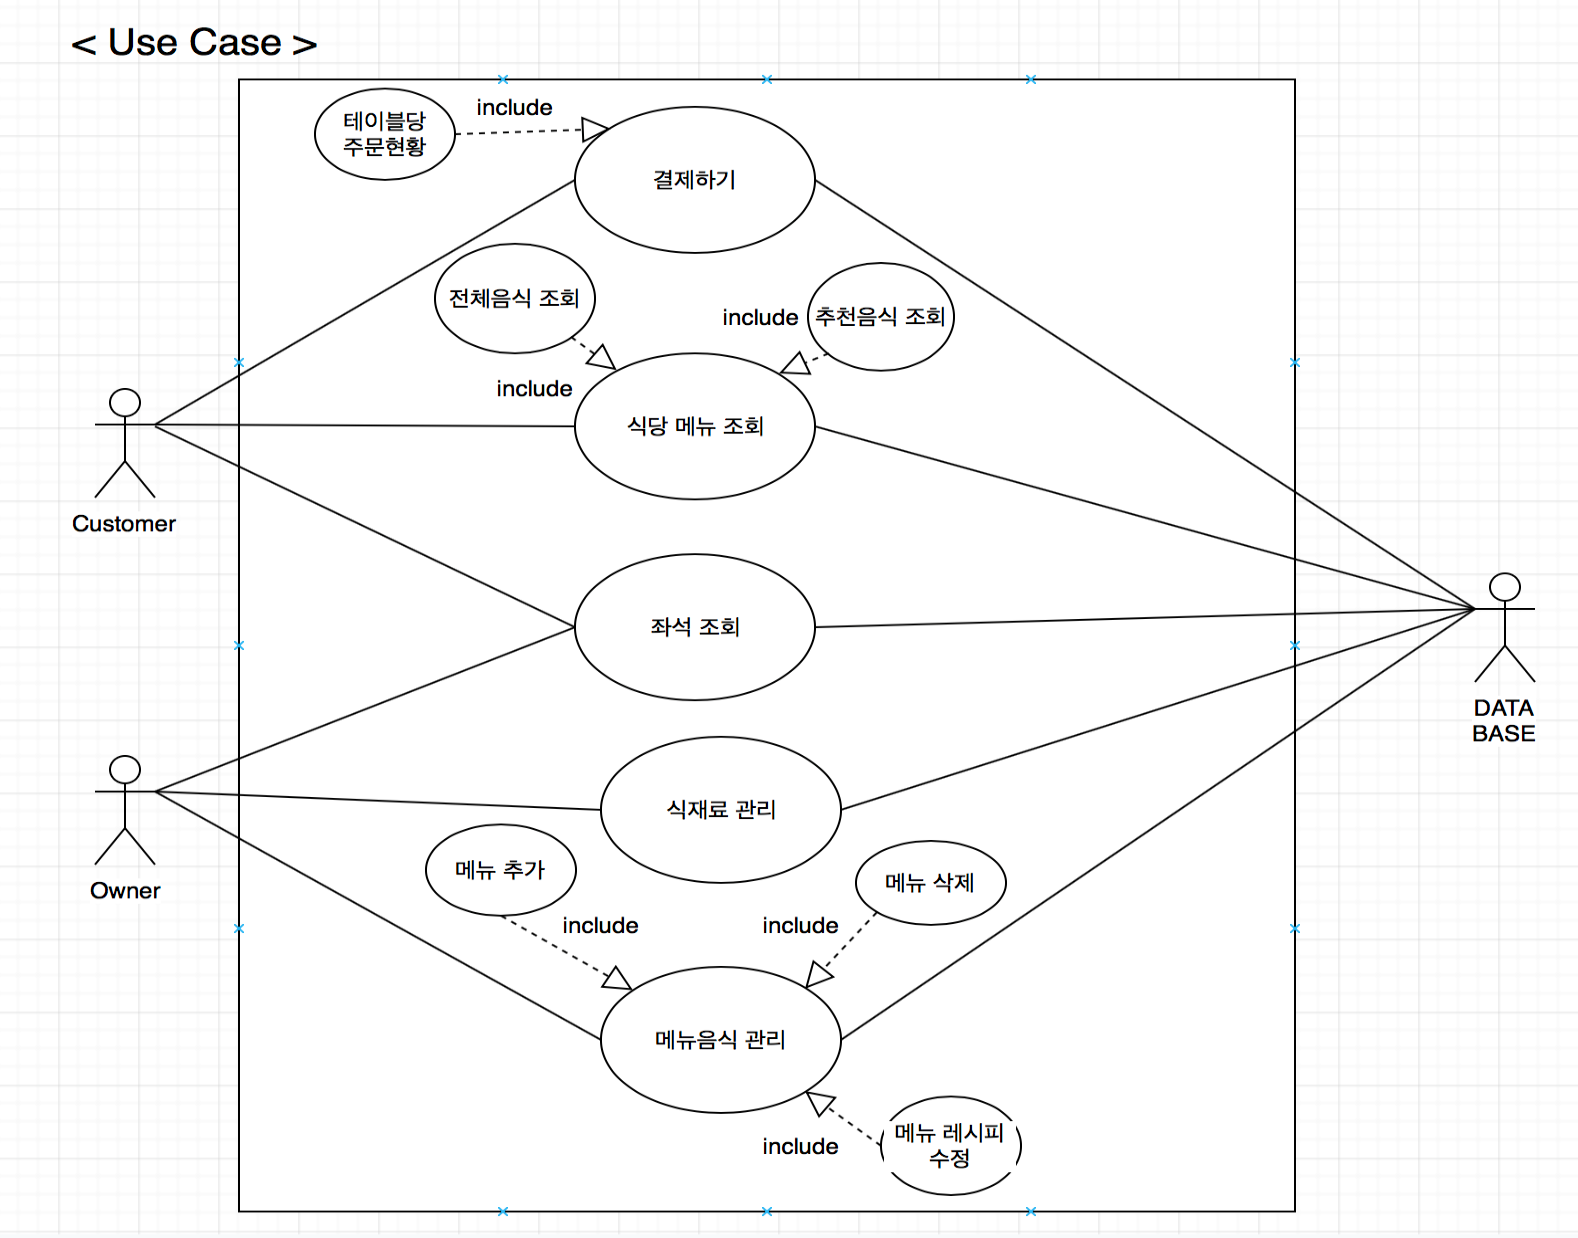 < Use Case >
테이블당
주문현황
include
결제하기
전체음식 조회
include
추천음식 조회
include
식당 메뉴 조회
Customer
좌석 조회
DATA
BASE
식재료 관리
Owner
메뉴 추가
include
메뉴 삭제
include
메뉴음식 관리
메뉴 레시피
수정
include